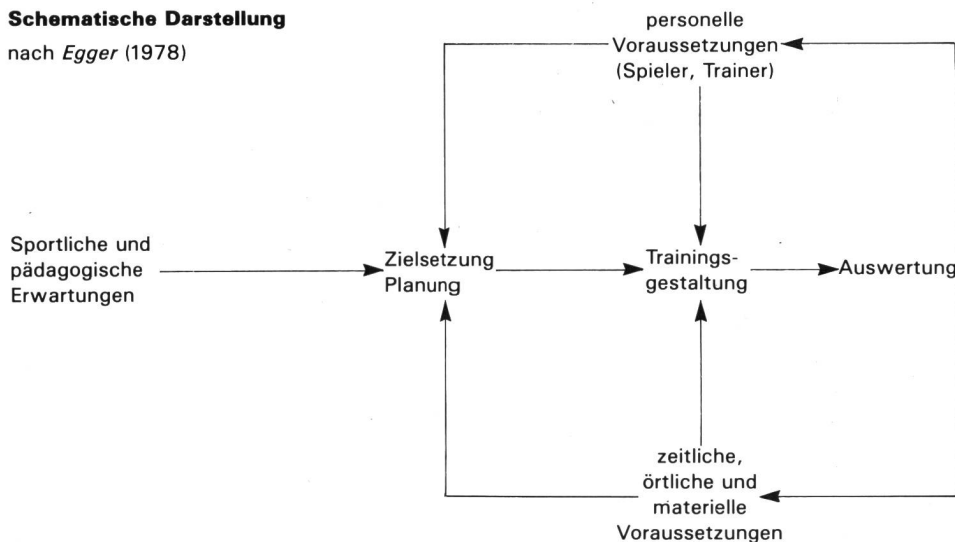 Schematische Darstellung
nach Egger (1978)
personelle
Voraussetzungen
(Spieler, Trainer)
Sportliche und
pädagogische
Erwartungen
Zielsetzung
Planung
Trainings-
gestaltung
Auswertung
zeitliche,
örtliche und
materielle
Voraussetzungen